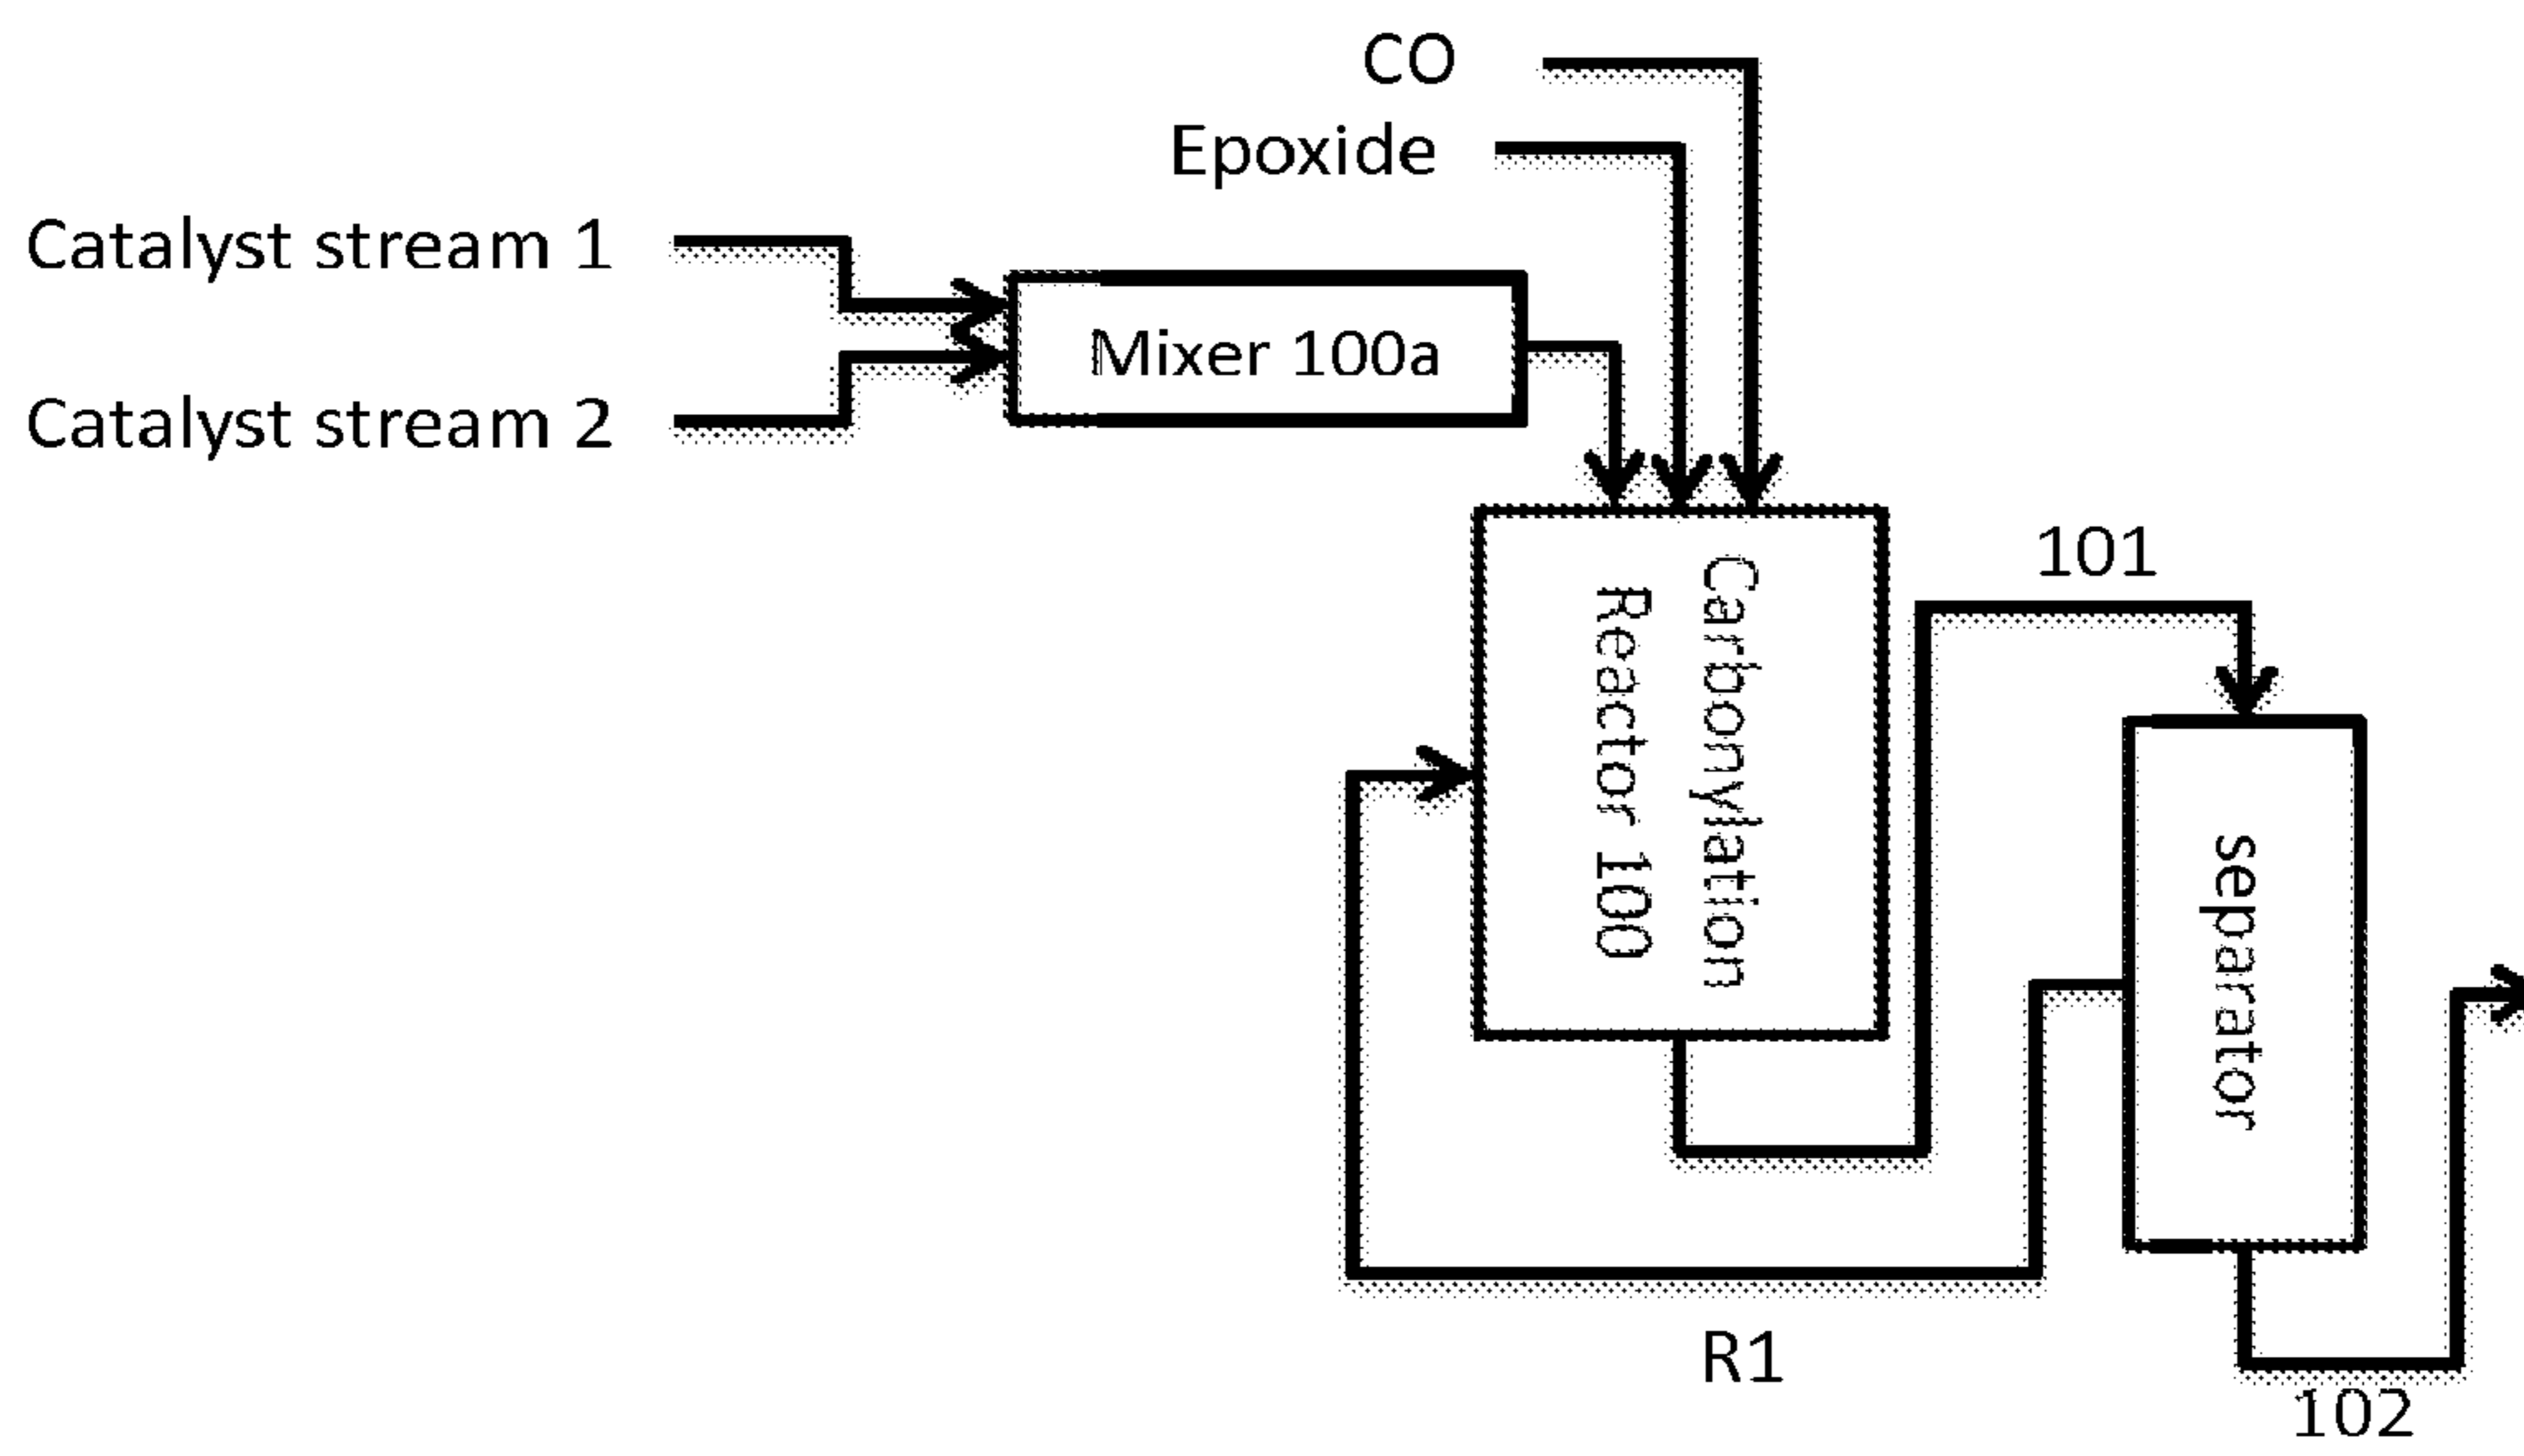 CO
Epoxide
Catalyst stream 1
Mixer 100a
Catalyst stream 2
Carbonylation
Reactor 100
101
separator
R1
102